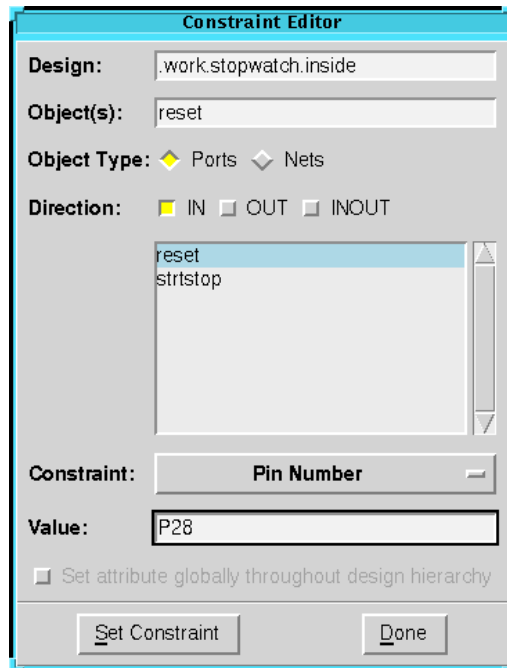 Constraint Editor
Design: .work.stopwatch.inside
Object(s): reset
Object Type: Ports Nets
Direction: IN OUT INOUT
reset
strtstop
Constraint: Pin Number
Value: P28
Set attribute globally throughout design hierarchy
Set Constraint Done